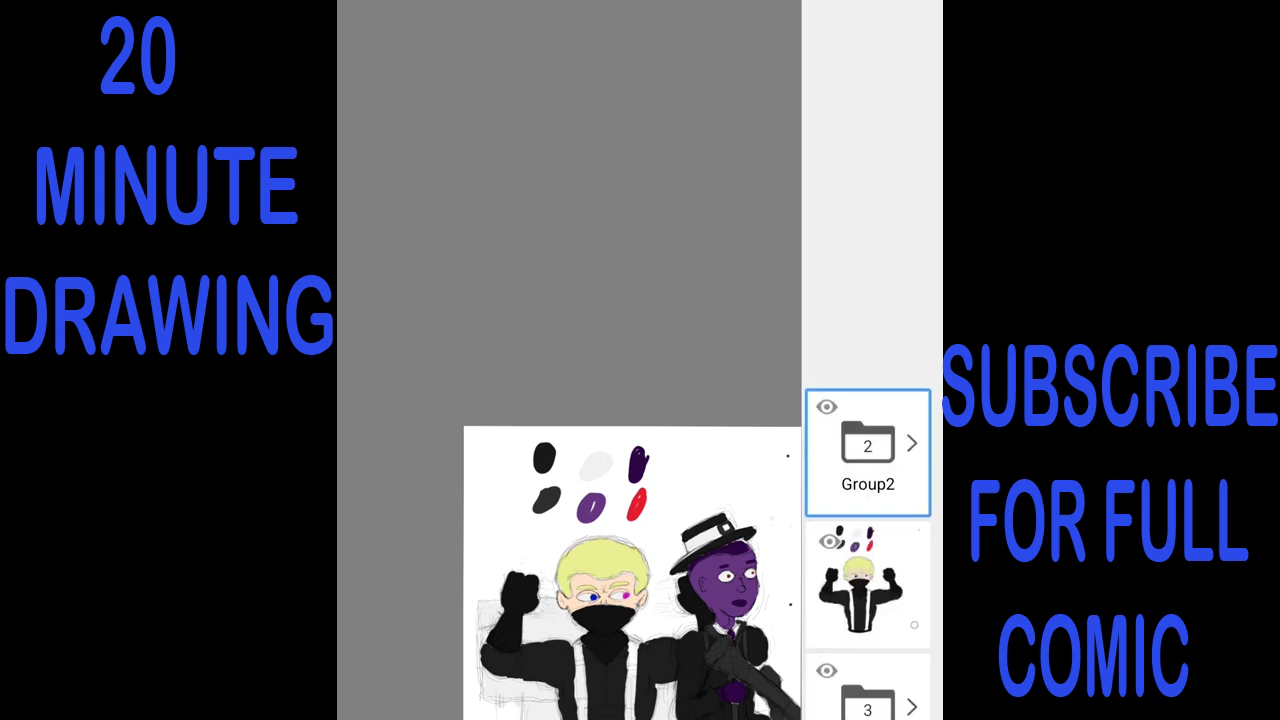 20
MINUTE
DRAWING
2
Group2
3
SUBSCRIBE
FOR FULL
COMIC